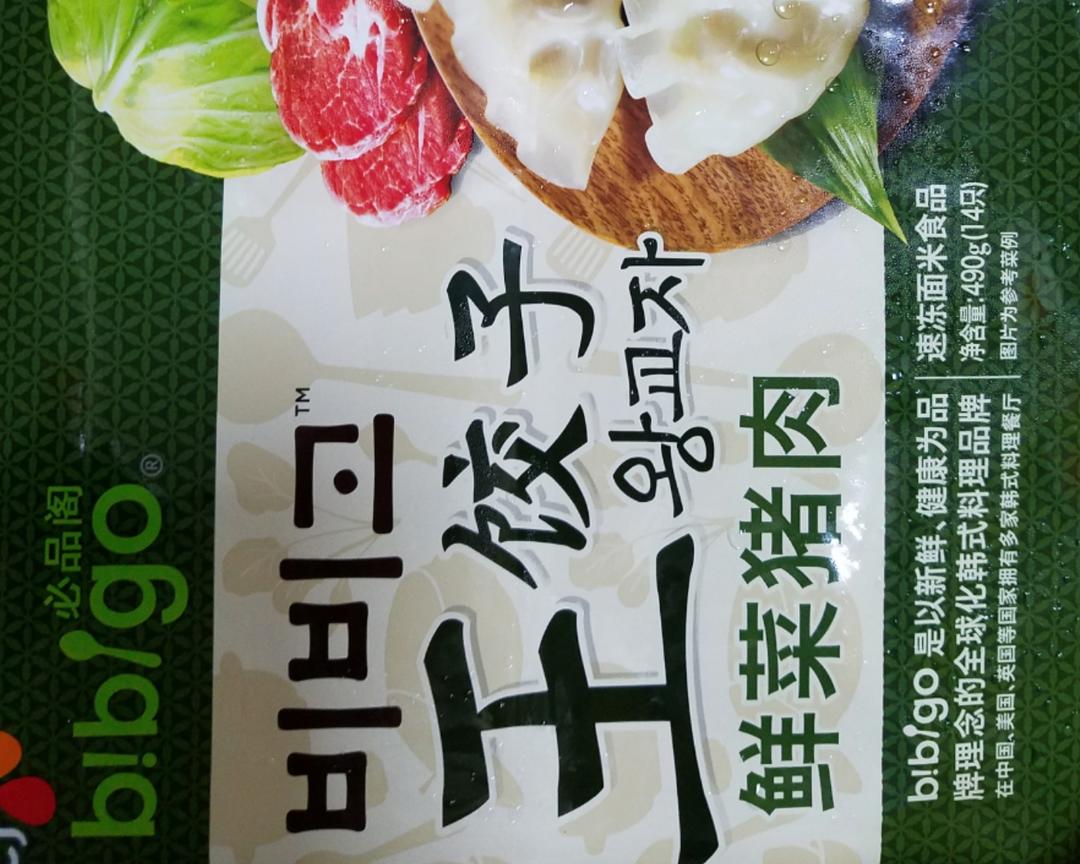 CJ
必品阁
bibigo®
비비고™
王饺子
왕교자
鲜菜猪肉
bibigo 是以新鲜、健康为品
牌理念的全球化韩式料理品牌
在中国、美国、英国等国家拥有多家韩式料理餐厅
速冻面米食品
净含量:490g(14只)
图片为参考菜例